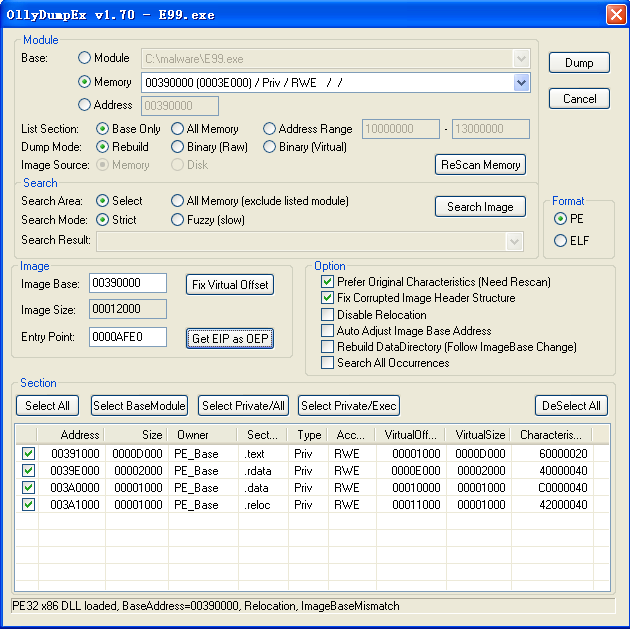 OllyDumpEx v1.70 - E99.exe
Module
Base: Module C:\malware\E99.exe
Memory 00390000 (0003E000) / Priv / RWE / /
Address 00390000
List Section: Base Only All Memory Address Range 10000000 - 13000000
Dump Mode: Rebuild Binary (Raw) Binary (Virtual)
Image Source: Memory Disk
ReScan Memory
Dump
Cancel
Search
Search Area: Select All Memory (exclude listed module)
Search Mode: Strict Fuzzy (slow)
Search Image
Search Result:
Format
PE
ELF
Image
Image Base: 00390000 Fix Virtual Offset
Image Size: 00012000
Entry Point: 0000AFE0 Get EIP as OEP
Option
Prefer Original Characteristics (Need Rescan)
Fix Corrupted Image Header Structure
Disable Relocation
Auto Adjust Image Base Address
Rebuild DataDirectory (Follow ImageBase Change)
Search All Occurrences
Section
Select All Select BaseModule Select Private/All Select Private/Exec DeSelect All
Address Size Owner Sect... Type Acc... VirtualOff... VirtualSize Characteris...
00391000 0000D000 PE_Base .text Priv RWE 00001000 0000D000 60000020
0039E000 00002000 PE_Base .rdata Priv RWE 0000E000 00002000 40000040
003A0000 00001000 PE_Base .data Priv RWE 00010000 00001000 C0000040
003A1000 00001000 PE_Base .reloc Priv RWE 00011000 00001000 42000040
PE32 x86 DLL loaded, BaseAddress=00390000, Relocation, ImageBaseMismatch